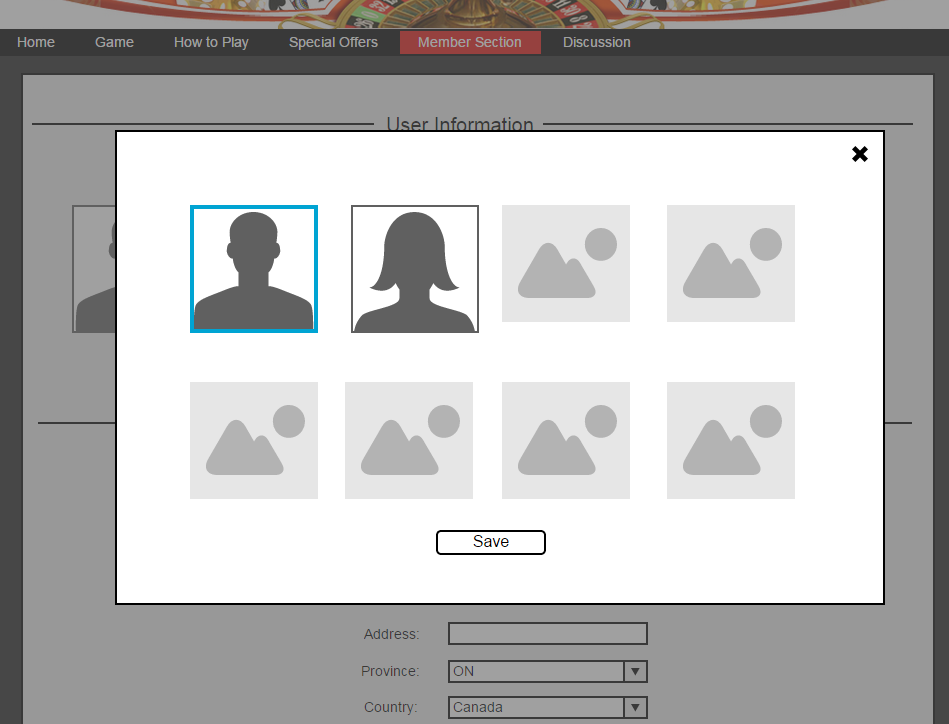 Home Game How to Play Special Offers Member Section Discussion
User Information
Save
Address:
Province: ON
Country: Canada